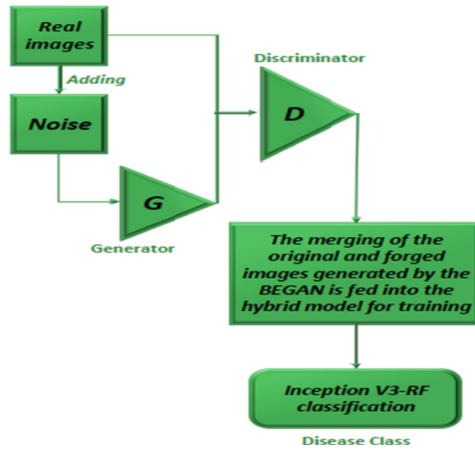 Real
images
Adding
Noise
Discriminator
D
G
Generator
The merging of the
original and forged
images generated by the
BEGAN is fed into the
hybrid model for training
Inception V3-RF
classification
Disease Class